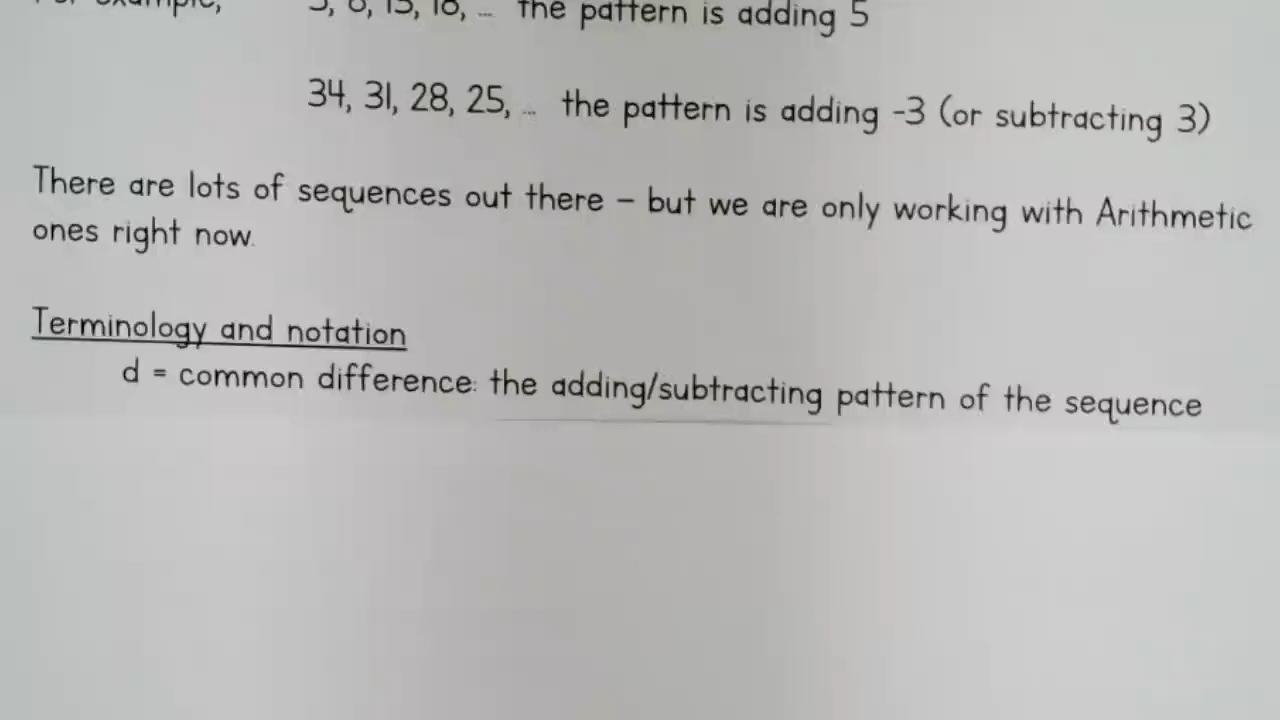 For example, 3, 8, 13, 18, ... the pattern is adding 5
34, 31, 28, 25, ... the pattern is adding -3 (or subtracting 3)
There are lots of sequences out there – but we are only working with Arithmetic
ones right now.
Terminology and notation
d = common difference: the adding/subtracting pattern of the sequence